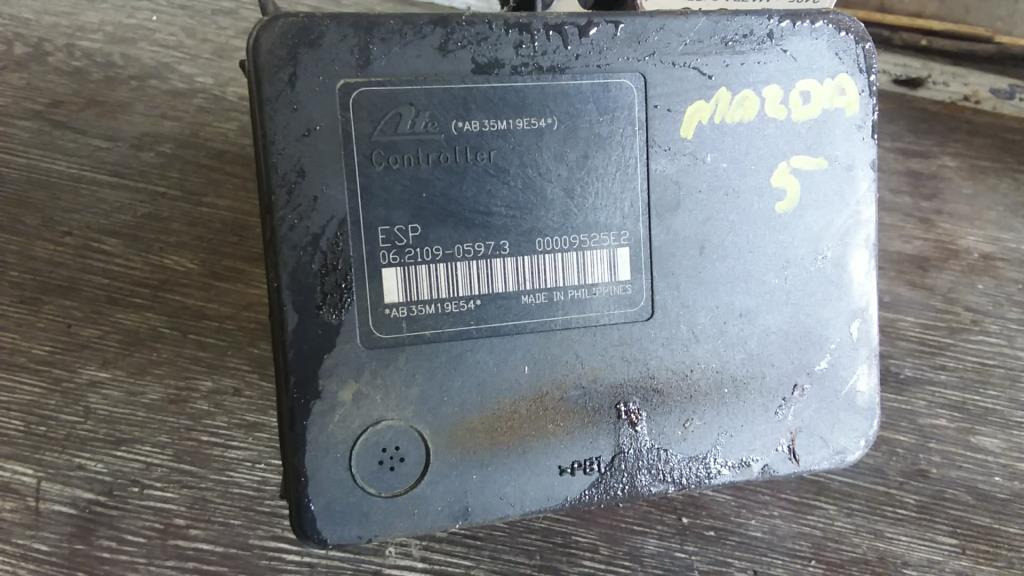 Ate (*AB35M19E54*)
Controller
MAZDA
5
ESP
06.2109-0597.3 00009525E2
*AB35M19E54* MADE IN PHILIPPINES